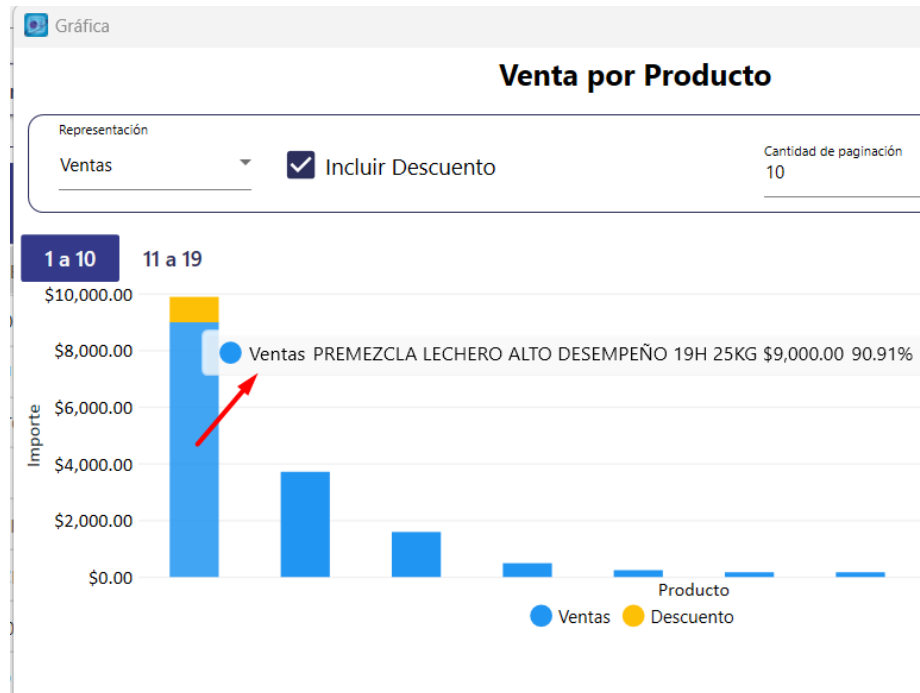 Gráfica
Venta por Producto
Representación
Ventas
Incluir Descuento
Cantidad de paginación
10
1 a 10
11 a 19
$10,000.00
$8,000.00
$6,000.00
$4,000.00
$2,000.00
$0.00
Importe
Ventas PREMEZCLA LECHERO ALTO DESEMPEÑO 19H 25KG $9,000.00 90.91%
Producto
Ventas
Descuento